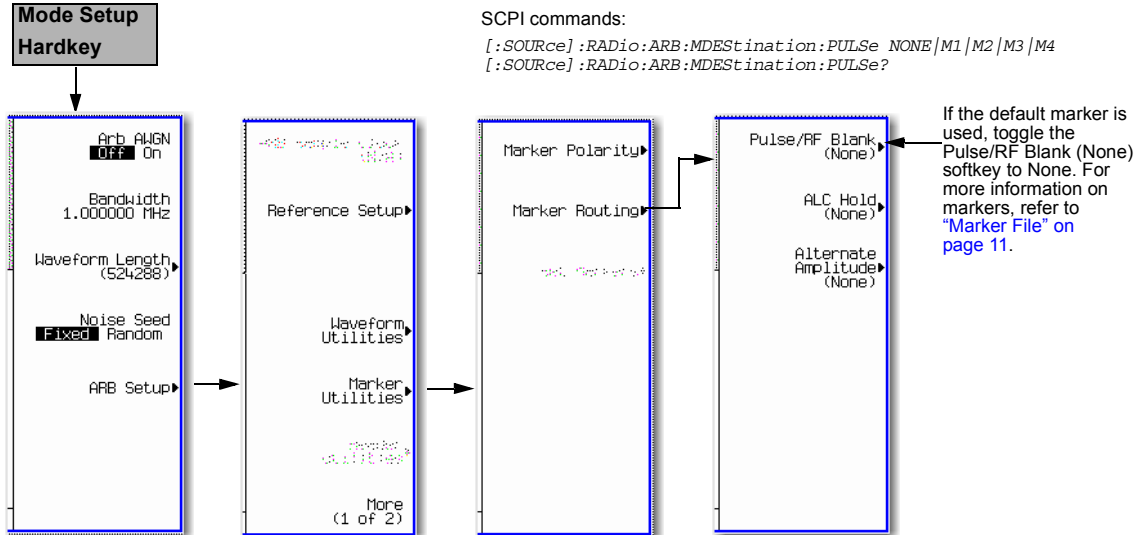 Mode Setup
Hardkey
SCPI commands:
[:SOURce]:RADio:ARB:MDEStination:PULSe NONE|M1|M2|M3|M4
[:SOURce]:RADio:ARB:MDEStination:PULSe?
Arb AWGN
Off On
Bandwidth
1.000000 MHz
Waveform Length
(524288)
Noise Seed
Fixed Random
ARB Setup
Reference Setup
Waveform
Utilities
Marker
Utilities
More
(1 of 2)
Marker Polarity
Marker Routing
Pulse/RF Blank
(None)
ALC Hold
(None)
Alternate
Amplitude
(None)
If the default marker is
used, toggle the
Pulse/RF Blank (None)
softkey to None. For
more information on
markers, refer to
“Marker File” on
page 11.